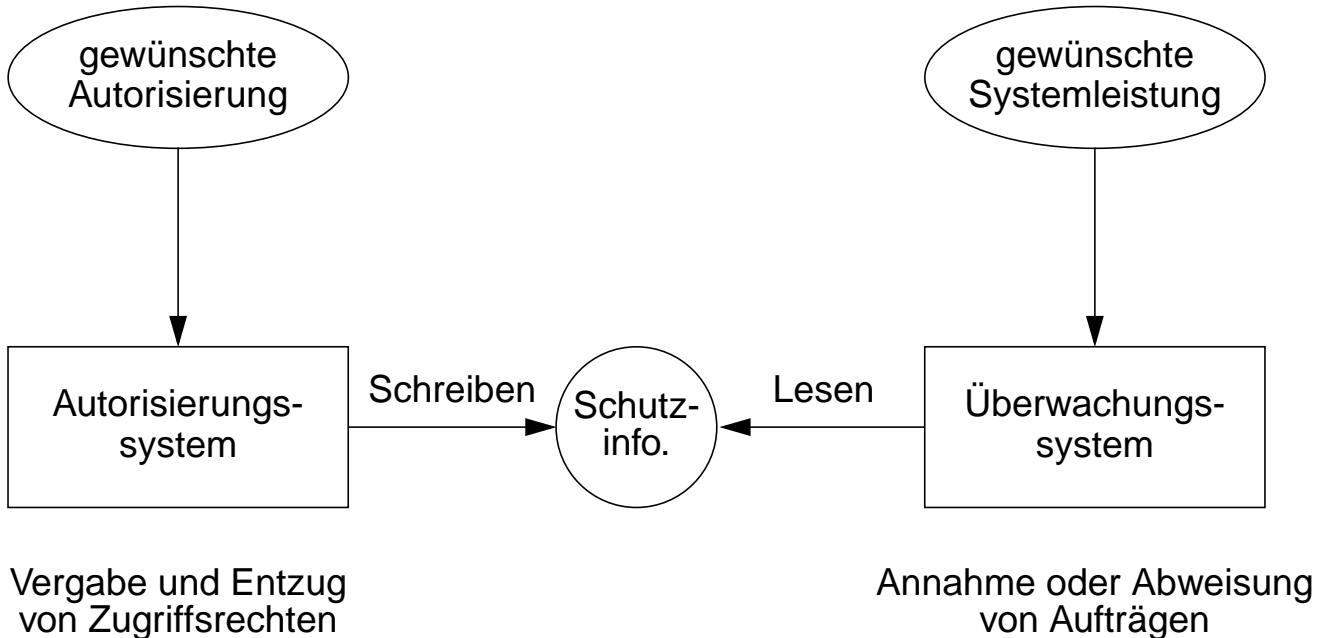 gewünschte
Autorisierung
gewünschte
Systemleistung
Autorisierungs-
system
Schreiben
Schutz-
info.
Lesen
Überwachungs-
system
Vergabe und Entzug
von Zugriffsrechten
Annahme oder Abweisung
von Aufträgen